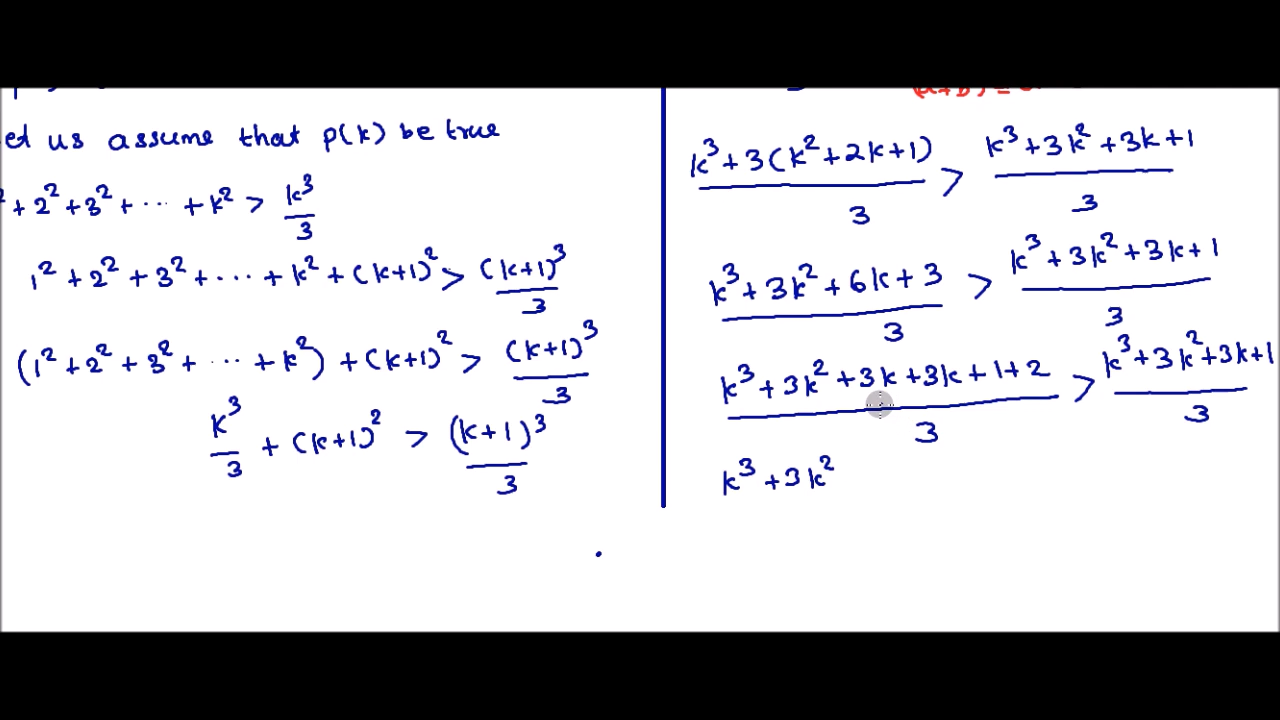 et us assume that p(k) be true
+ 2² + 3² + ... + k² > k³/3
1² + 2² + 3² + ... + k² + (k+1)² > (k+1)³/3
(1² + 2² + 3² + ... + k²) + (k+1)² > (k+1)³/3
k³/3 + (k+1)² > (k+1)³/3
(k³ + 3(k² + 2k + 1))/3 > (k³ + 3k² + 3k + 1)/3
(k³ + 3k² + 6k + 3)/3 > (k³ + 3k² + 3k + 1)/3
(k³ + 3k² + 3k + 3k + 1 + 2)/3 > (k³ + 3k² + 3k + 1)/3
k³ + 3k²